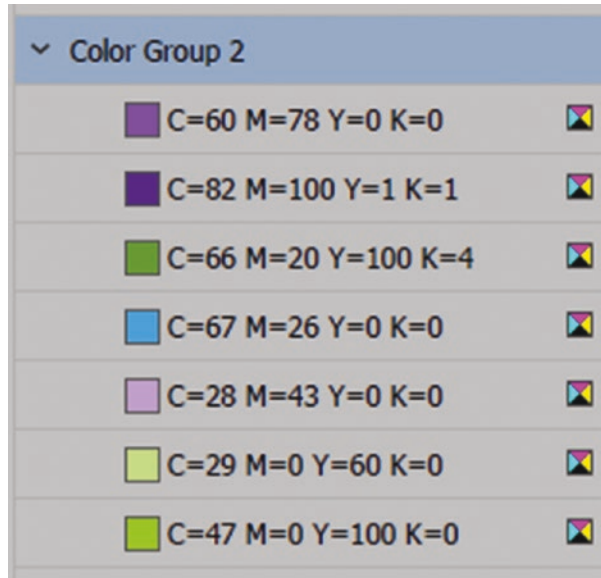 Color Group 2
C=60 M=78 Y=0 K=0
C=82 M=100 Y=1 K=1
C=66 M=20 Y=100 K=4
C=67 M=26 Y=0 K=0
C=28 M=43 Y=0 K=0
C=29 M=0 Y=60 K=0
C=47 M=0 Y=100 K=0